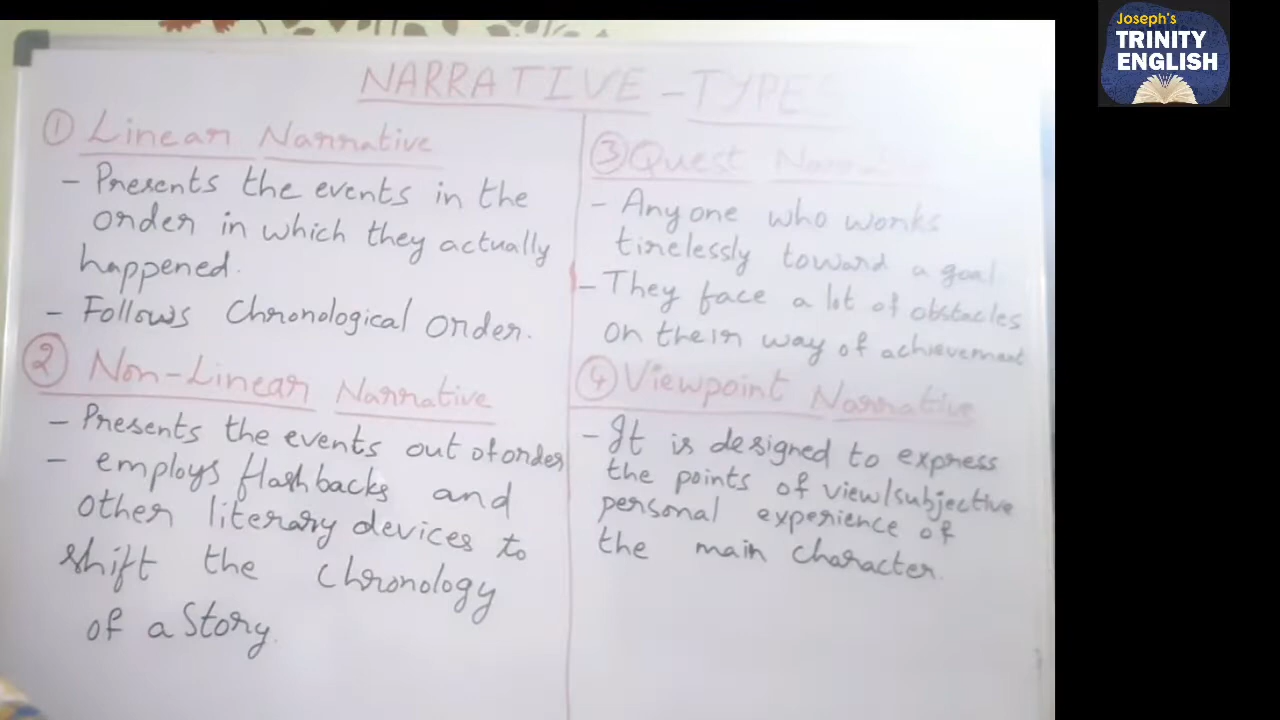 Joseph's
TRINITY
ENGLISH
NARRATIVE - TYPES
① Linear Narrative
- Presents the events in the
order in which they actually
happened.
- Follows Chronological Order.
② Non-Linear Narrative
- Presents the events out of order
- employs flashbacks and
other literary devices to
shift the chronology
of a Story.
③ Quest
- Anyone who works
tirelessly toward a goal
- They face a lot of obstacles
on their way of achievement
④ Viewpoint Narrative
- It is designed to express
the points of view/subjective
personal experience of
the main character.